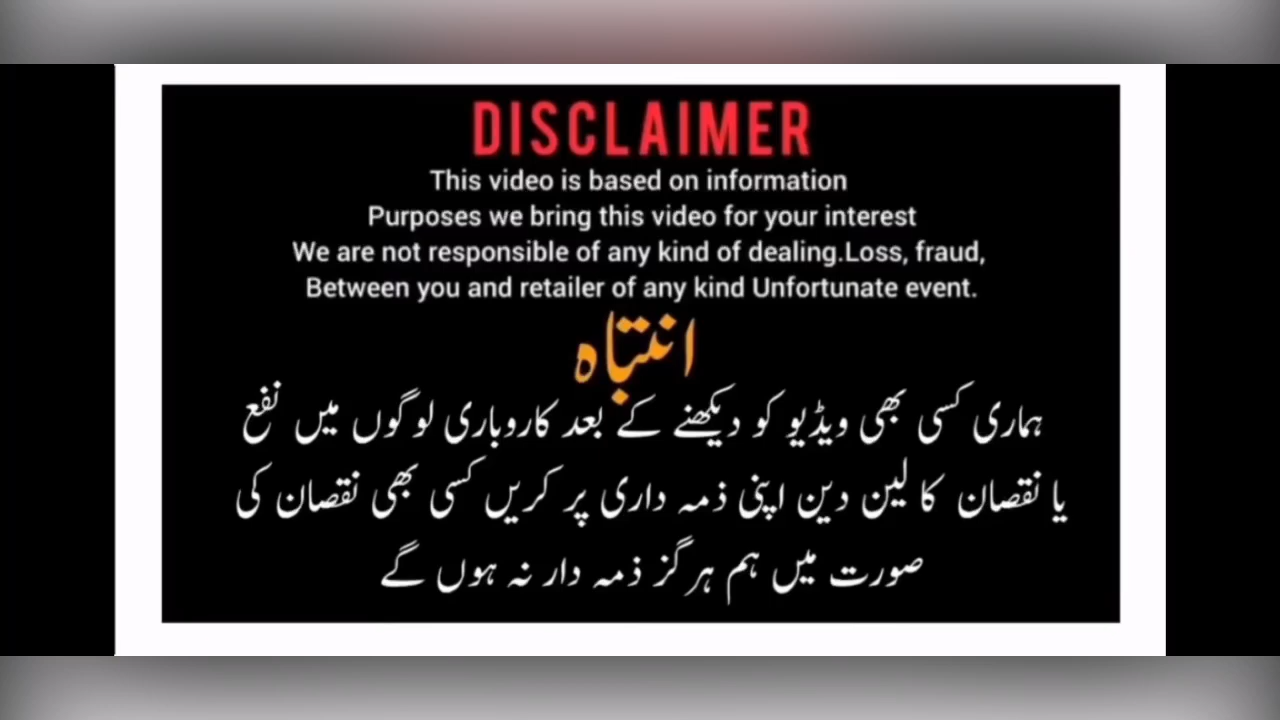 DISCLAIMER
This video is based on information
Purposes we bring this video for your interest
We are not responsible of any kind of dealing.Loss, fraud,
Between you and retailer of any kind Unfortunate event.
انتباہ
ہماری کسی بھی ویڈیو کو دیکھنے کے بعد کاروباری لوگوں میں نفع
یا نقصان کا لین دین اپنی ذمہ داری پر کریں کسی بھی نقصان کی
صورت میں ہم ہرگز ذمہ دار نہ ہوں گے